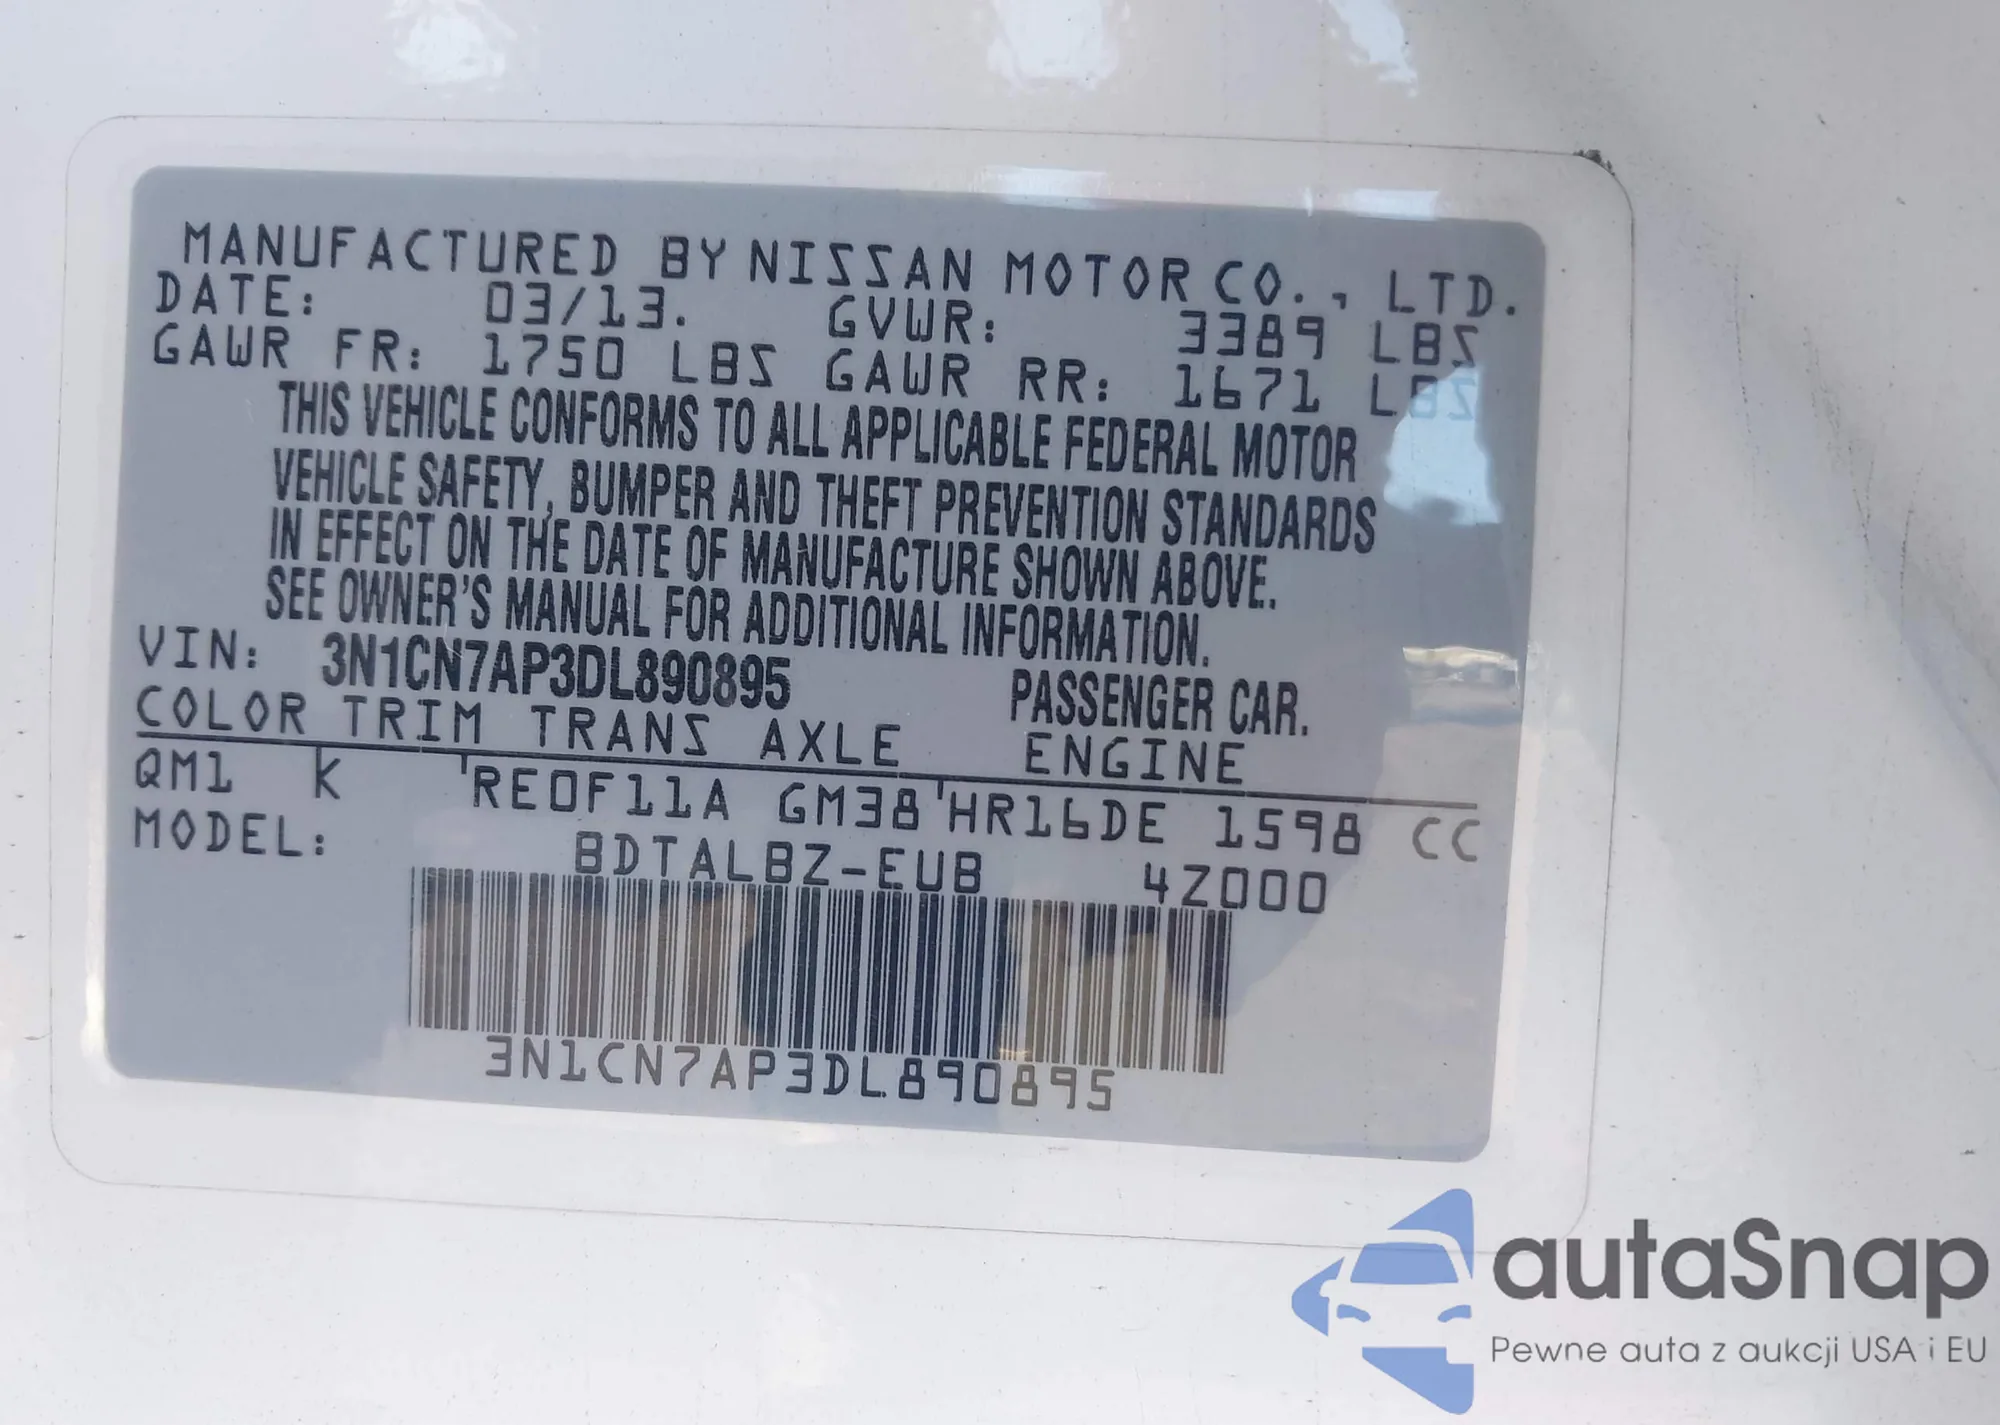 MANUFACTURED BY NISSAN MOTOR CO., LTD.
DATE: 03/13. GVWR: 3389 LBS
GAWR FR: 1750 LBS GAWR RR: 1671 LBS
THIS VEHICLE CONFORMS TO ALL APPLICABLE FEDERAL MOTOR
VEHICLE SAFETY, BUMPER AND THEFT PREVENTION STANDARDS
IN EFFECT ON THE DATE OF MANUFACTURE SHOWN ABOVE.
SEE OWNER'S MANUAL FOR ADDITIONAL INFORMATION.
VIN: 3N1CN7AP3DL890895 PASSENGER CAR.
COLOR TRIM TRANS AXLE ENGINE
QM1 K RE0F11A GM38 HR16DE 1598 CC
MODEL: BDTALBZ-EUB 4Z000
3N1CN7AP3DL890895
autaSnap
Pewne auta z aukcji USA i EU